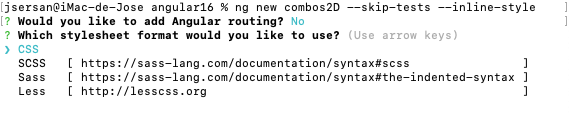 [jsersan@iMac-de-Jose angular16 % ng new combos2D --skip-tests --inline-style ]
[? Would you like to add Angular routing? No ]
? Which stylesheet format would you like to use? (Use arrow keys)
❯ CSS
SCSS [ https://sass-lang.com/documentation/syntax#scss ]
Sass [ https://sass-lang.com/documentation/syntax#the-indented-syntax ]
Less [ http://lesscss.org ]